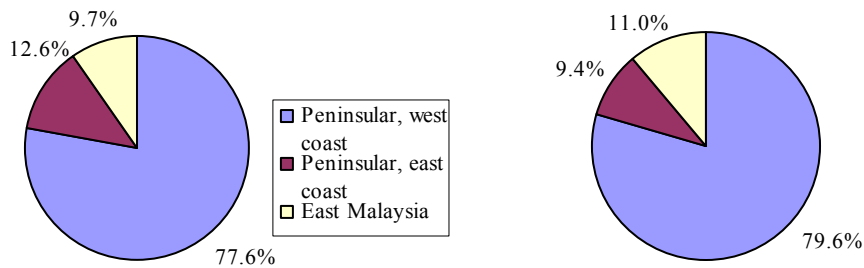 9.7%
12.6%
77.6%
Peninsular, west
coast
Peninsular, east
coast
East Malaysia
11.0%
9.4%
79.6%